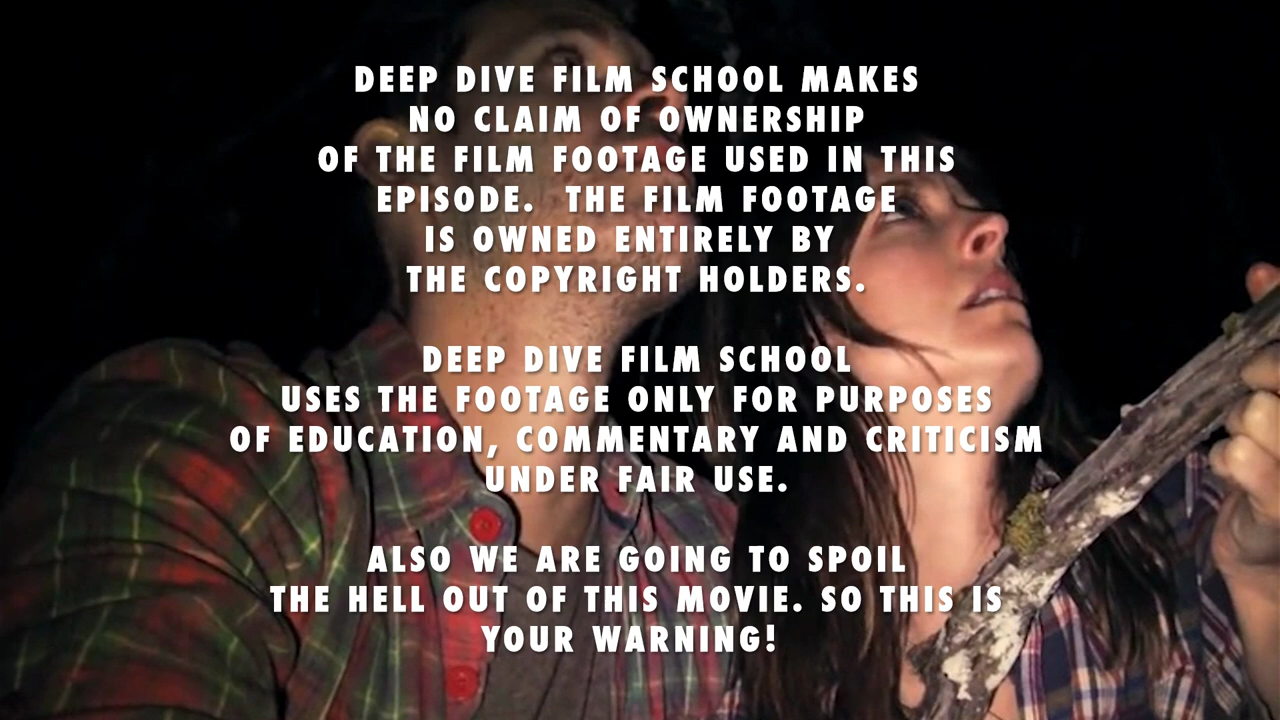 DEEP DIVE FILM SCHOOL MAKES
NO CLAIM OF OWNERSHIP
OF THE FILM FOOTAGE USED IN THIS
EPISODE.  THE FILM FOOTAGE
IS OWNED ENTIRELY BY
THE COPYRIGHT HOLDERS.
DEEP DIVE FILM SCHOOL
USES THE FOOTAGE ONLY FOR PURPOSES
OF EDUCATION, COMMENTARY AND CRITICISM
UNDER FAIR USE.
ALSO WE ARE GOING TO SPOIL
THE HELL OUT OF THIS MOVIE. SO THIS IS
YOUR WARNING!